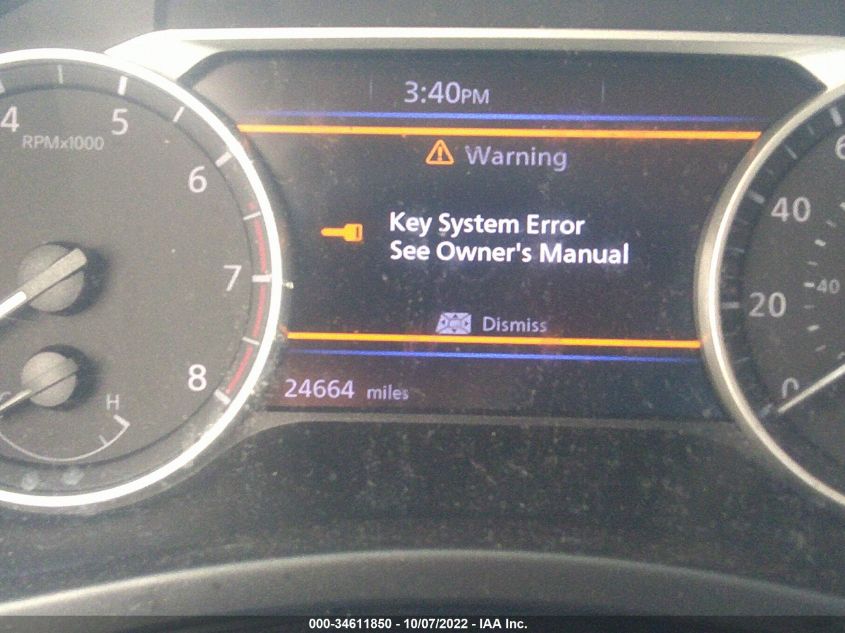 3:40PM
4
5
RPMx1000
6
7
8
C
H
Warning
Key System Error
See Owner's Manual
Dismiss
24664 miles
6
40
20
40
0
000-34611850 - 10/07/2022 - IAA Inc.